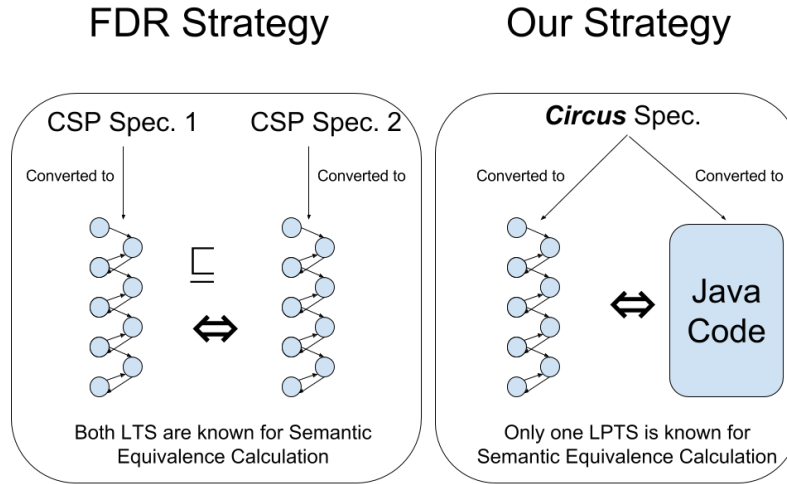 FDR Strategy
Our Strategy
CSP Spec. 1
CSP Spec. 2
Converted to
Converted to
⊑
⇔
Both LTS are known for Semantic
Equivalence Calculation
Circus Spec.
Converted to
Converted to
⇔
Java
Code
Only one LPTS is known for
Semantic Equivalence Calculation